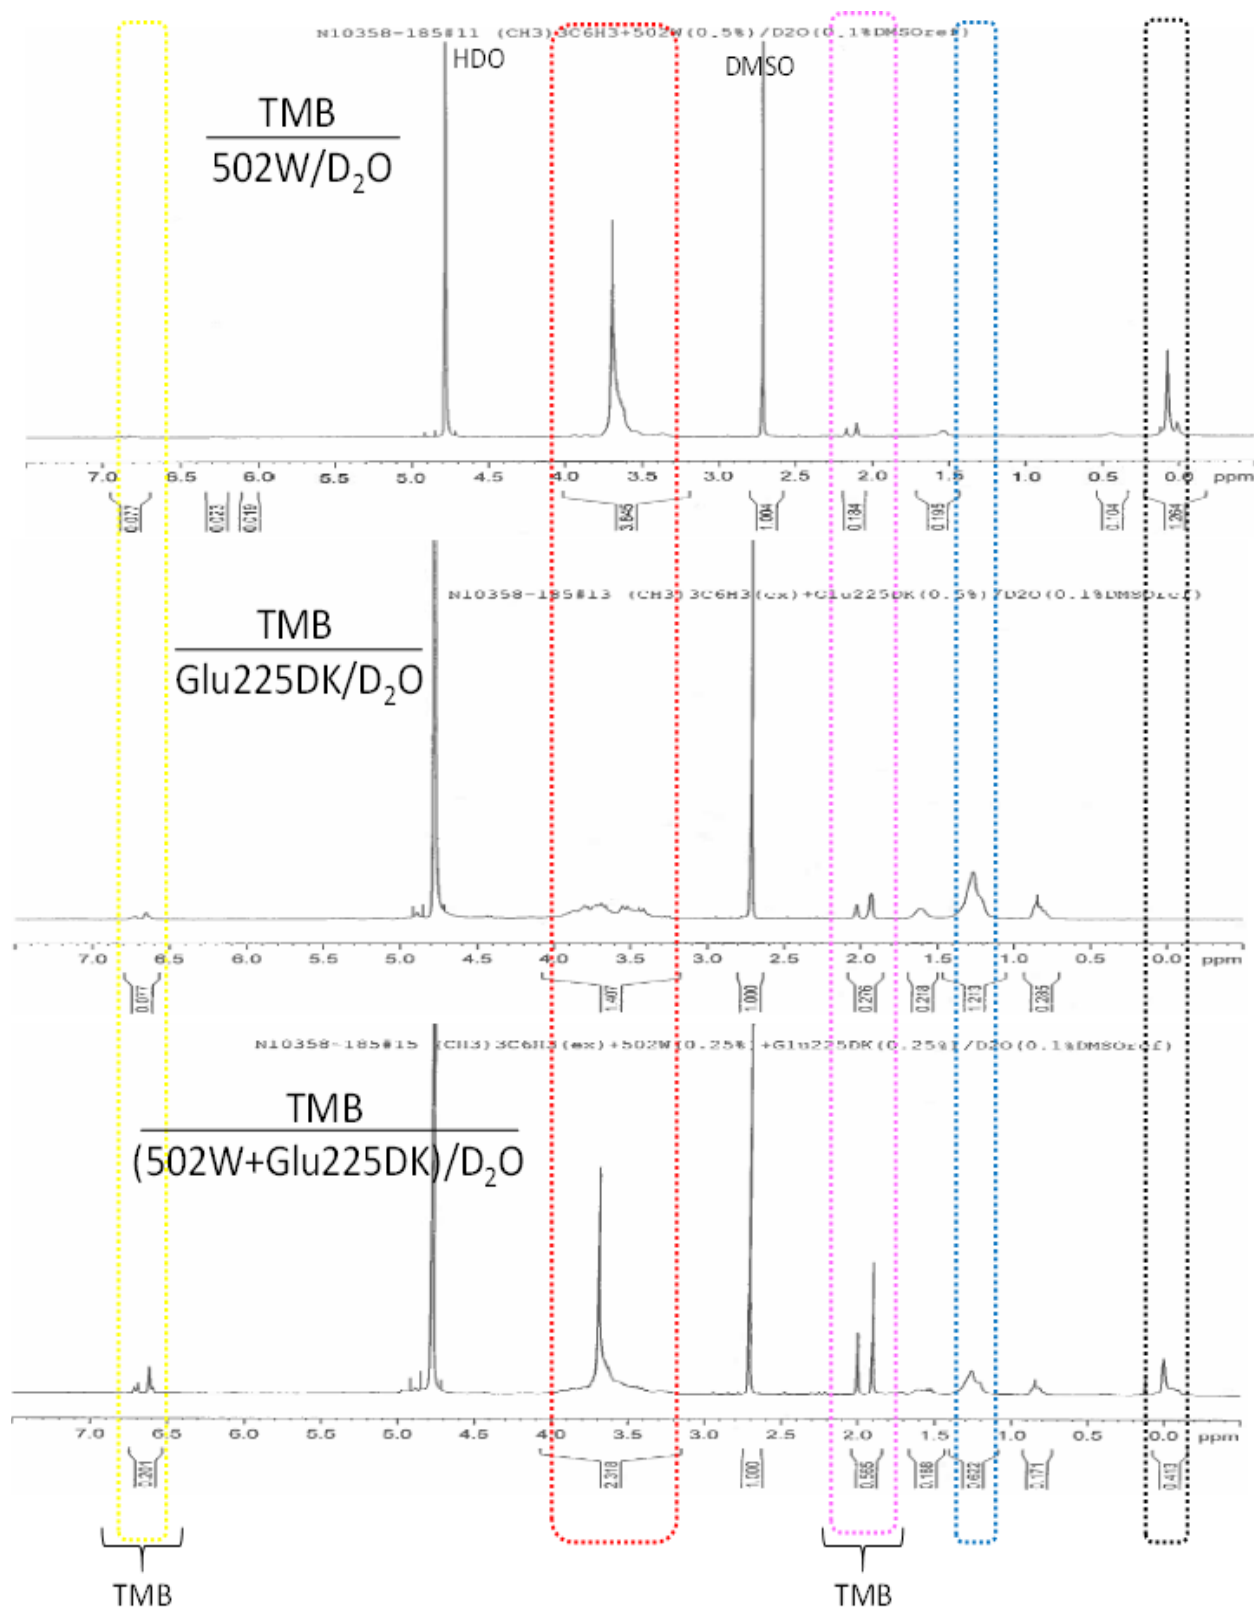 N10358-185#11 (CH3)3C6H3+502W(0.5%)/D2O(0.1%DMSOref)
HDO
DMSO
TMB
502W/D₂O
7.0 6.5 6.0 5.5 5.0 4.5 4.0 3.5 3.0 2.5 2.0 1.5 1.0 0.5 0.0 ppm
0.077 0.023 0.019 3.845 1.004 0.184 0.195 0.104 1.264
N10358-185#13 (CH3)3C6H3(ex)+Glu225DK(0.5%)/D2O(0.1%DMSOref)
TMB
Glu225DK/D₂O
7.0 6.5 6.0 5.5 5.0 4.5 4.0 3.5 3.0 2.5 2.0 1.5 1.0 0.5 0.0 ppm
0.077 1.407 1.000 0.276 0.218 1.213 0.285
N10358-185#15 (CH3)3C6H3(ex)+502W(0.25%)+Glu225DK(0.25%)/D2O(0.1%DMSOref)
TMB
(502W+Glu225DK)/D₂O
7.0 6.5 6.0 5.5 5.0 4.5 4.0 3.5 3.0 2.5 2.0 1.5 1.0 0.5 0.0 ppm
0.201 2.318 1.000 0.565 0.188 0.622 0.171 0.413
TMB TMB